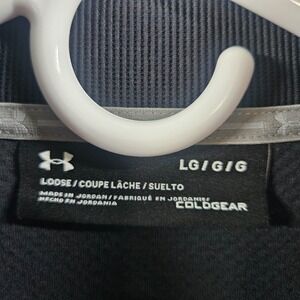 LG/G/G
LOOSE/COUPE LÂCHE/SUELTO
MADE IN JORDAN/FABRIQUÉ EN JORDANIE
HECHO EN JORDANIA
COLDGEAR